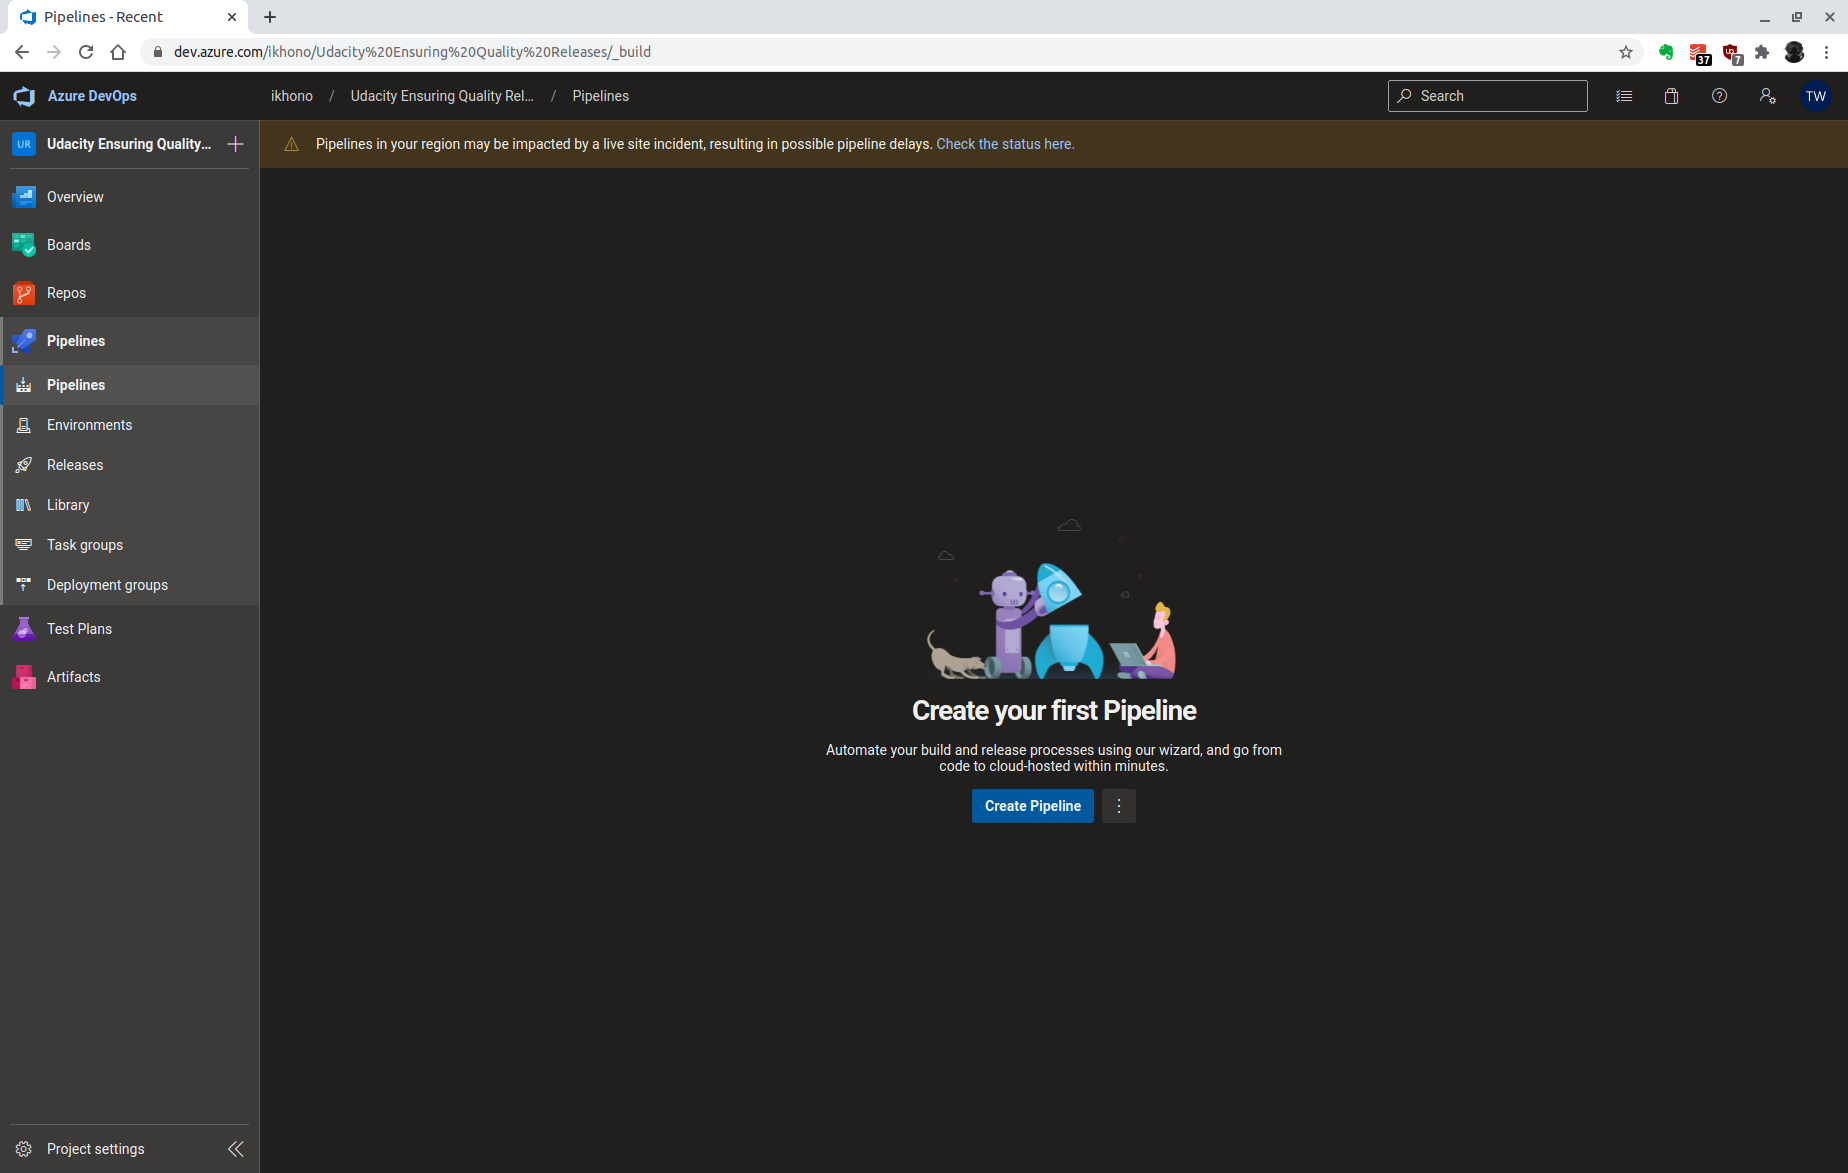 Pipelines - Recent
dev.azure.com/ikhono/Udacity%20Ensuring%20Quality%20Releases/_build
37
7
Azure DevOps
ikhono / Udacity Ensuring Quality Rel... / Pipelines
Search
TW
UR
Udacity Ensuring Quality...
Pipelines in your region may be impacted by a live site incident, resulting in possible pipeline delays. Check the status here.
Overview
Boards
Repos
Pipelines
Pipelines
Environments
Releases
Library
Task groups
Deployment groups
Test Plans
Artifacts
Create your first Pipeline
Automate your build and release processes using our wizard, and go from
code to cloud-hosted within minutes.
Create Pipeline
Project settings